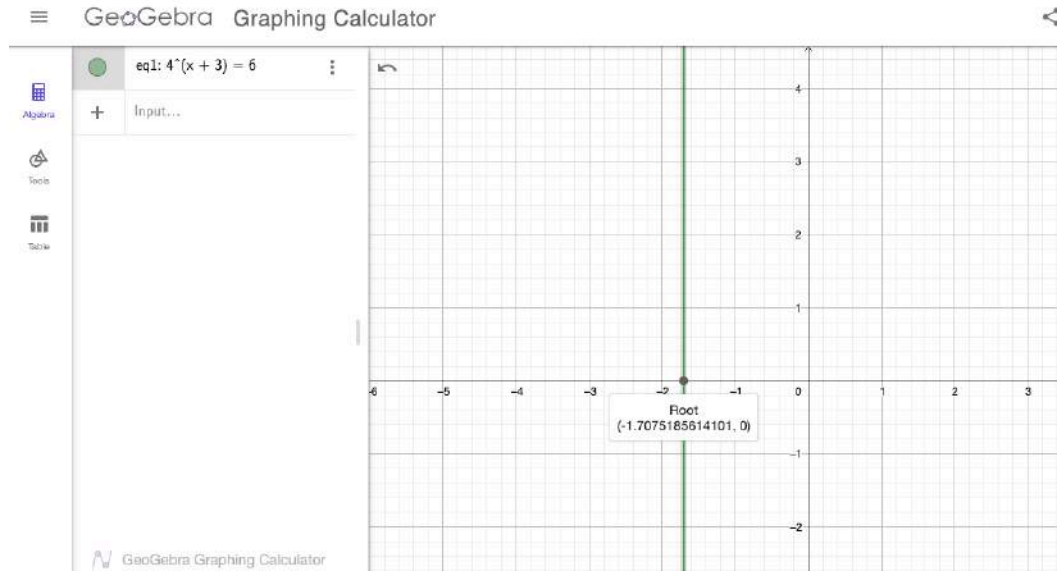 GeoGebra Graphing Calculator
eq1: 4^(x + 3) = 6
Input...
Algebra
Tools
Table
4
3
2
1
-6 -5 -4 -3 -2 -1 0 1 2 3
Root
(-1.7075185614101, 0)
-1
-2
GeoGebra Graphing Calculator